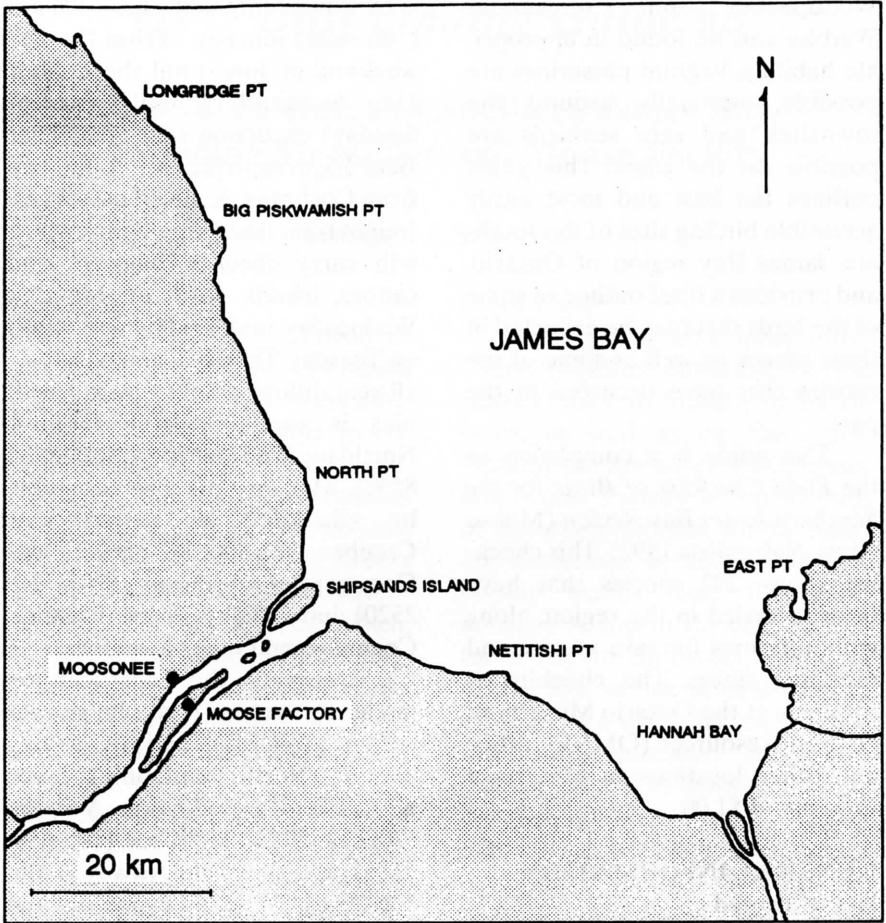 LONGRIDGE PT
N
BIG PISKWAMISH PT
JAMES BAY
NORTH PT
EAST PT
SHIPSANDS ISLAND
NETITISHI PT
MOOSONEE
MOOSE FACTORY
HANNAH BAY
20 km